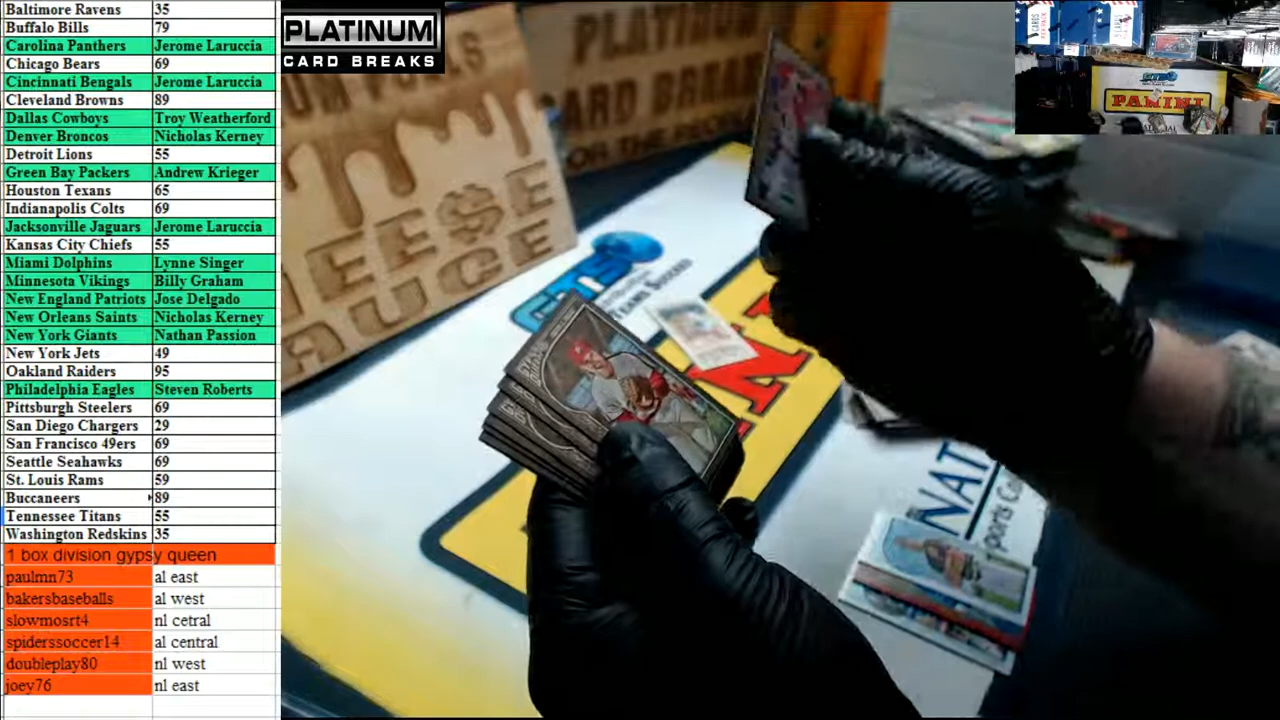 Baltimore Ravens 35
Buffalo Bills 79
Carolina Panthers Jerome Laruccia
Chicago Bears 69
Cincinnati Bengals Jerome Laruccia
Cleveland Browns 89
Dallas Cowboys Troy Weatherford
Denver Broncos Nicholas Kerney
Detroit Lions 55
Green Bay Packers Andrew Krieger
Houston Texans 65
Indianapolis Colts 69
Jacksonville Jaguars Jerome Laruccia
Kansas City Chiefs 55
Miami Dolphins Lynne Singer
Minnesota Vikings Billy Graham
New England Patriots Jose Delgado
New Orleans Saints Nicholas Kerney
New York Giants Nathan Passion
New York Jets 49
Oakland Raiders 95
Philadelphia Eagles Steven Roberts
Pittsburgh Steelers 69
San Diego Chargers 29
San Francisco 49ers 69
Seattle Seahawks 69
St. Louis Rams 59
Buccaneers 89
Tennessee Titans 55
Washington Redskins 35
1 box division gypsy queen
paulmn73 al east
bakersbaseballs al west
slowmosrt4 nl cetral
spiderssoccer14 al central
doubleplay80 nl west
joey76 nl east
PLATINUM
CARD BREAKS
PLATINUM
CARD BREA
OR THE PEO
EE$E
GTS
NAT
PANINI